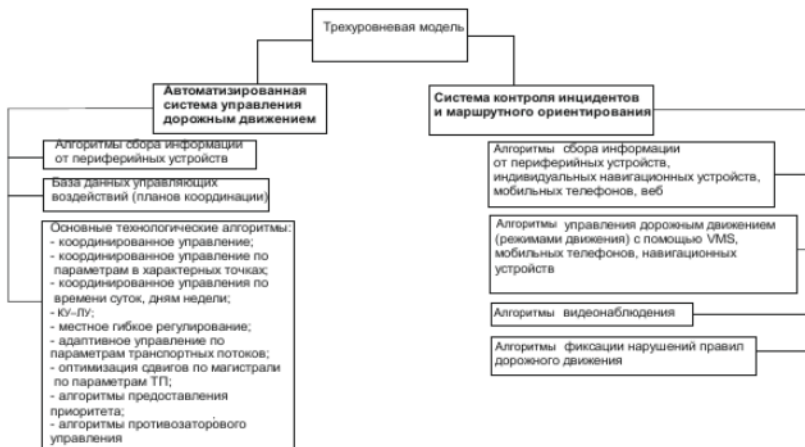 Трехуровневая модель
Автоматизированная
система управления
дорожным движением
Алгоритмы сбора информации
от периферийных устройств
База данных управляющих
воздействий (планов координации)
Основные технологические алгоритмы:
- координированное управление;
- координированное управление по
параметрам в характерных точках;
- координированное управления по
времени суток, дням недели;
- КУ–ЛУ;
- местное гибкое регулирование;
- адаптивное управление по
параметрам транспортных потоков;
- оптимизация сдвигов по магистрали
по параметрам ТП;
- алгоритмы предоставления
приоритета;
- алгоритмы противозаторового
управления
Система контроля инцидентов
и маршрутного ориентирования
Алгоритмы сбора информации
от периферийных устройств,
индивидуальных навигационных устройств,
мобильных телефонов, веб
Алгоритмы управления дорожным движением
(режимами движения) с помощью VMS,
мобильных телефонов, навигационных
устройств
Алгоритмы видеонаблюдения
Алгоритмы фиксации нарушений правил
дорожного движения